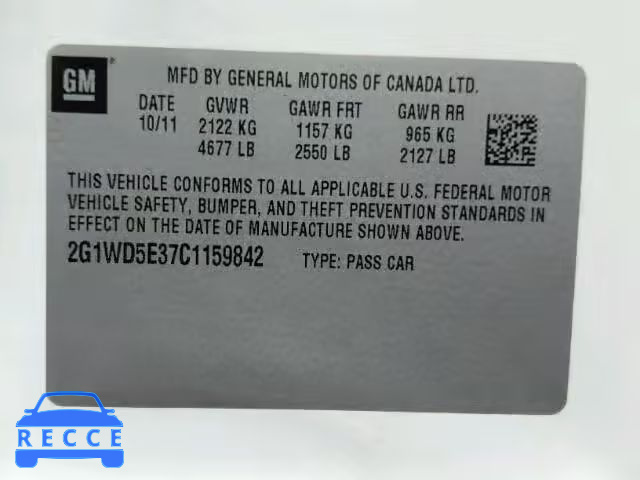 GM
MFD BY GENERAL MOTORS OF CANADA LTD.
DATE GVWR GAWR FRT GAWR RR
10/11 2122 KG 1157 KG 965 KG
4677 LB 2550 LB 2127 LB
THIS VEHICLE CONFORMS TO ALL APPLICABLE U.S. FEDERAL MOTOR
VEHICLE SAFETY, BUMPER, AND THEFT PREVENTION STANDARDS IN
EFFECT ON THE DATE OF MANUFACTURE SHOWN ABOVE.
2G1WD5E37C1159842 TYPE: PASS CAR
RECCE